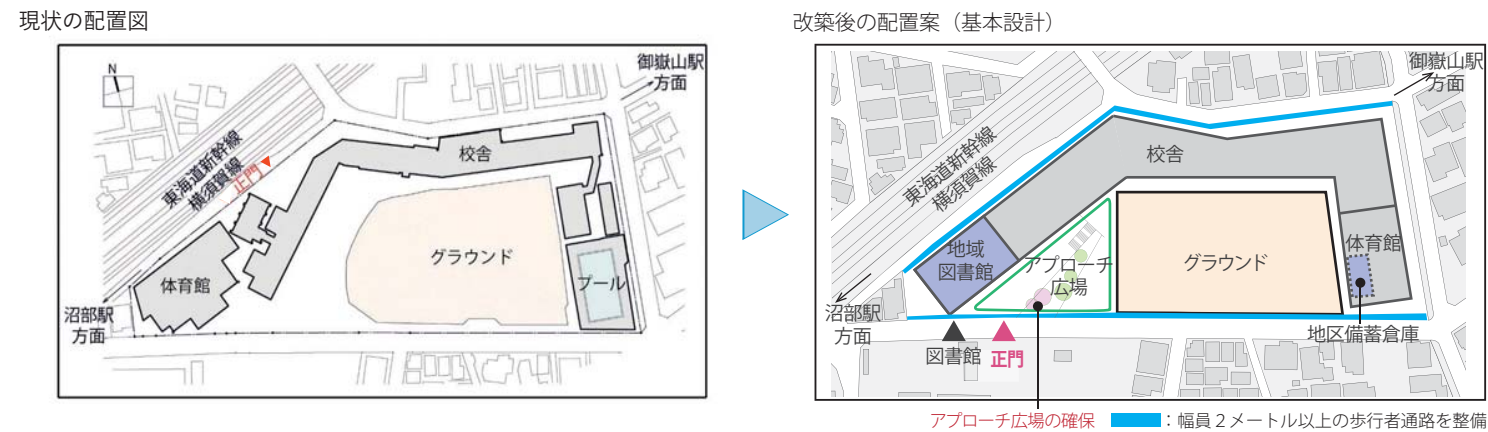 現状の配置図
N
御嶽山駅
方面
東海道新幹線
横須賀線
正門
校舎
グラウンド
プール
体育館
沼部駅
方面
改築後の配置案（基本設計）
御嶽山駅
方面
東海道新幹線
横須賀線
校舎
地域
図書館
アプローチ
広場
グラウンド
体育館
沼部駅
方面
図書館
正門
地区備蓄倉庫
アプローチ広場の確保
：幅員２メートル以上の歩行者通路を整備